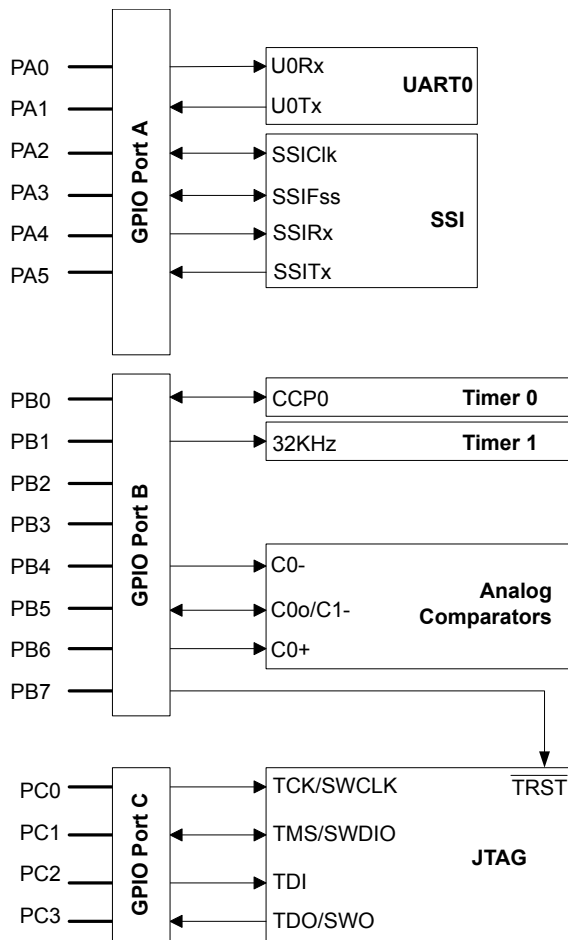 PA0
U0Rx
UART0
PA1
U0Tx
GPIO Port A
PA2
SSIClk
PA3
SSIFss
SSI
PA4
SSIRx
PA5
SSITx
PB0
CCP0
Timer 0
PB1
32KHz
Timer 1
PB2
GPIO Port B
PB3
PB4
C0-
Analog
Comparators
PB5
C0o/C1-
PB6
C0+
PB7
PC0
TCK/SWCLK
TRST
GPIO Port C
PC1
TMS/SWDIO
JTAG
PC2
TDI
PC3
TDO/SWO